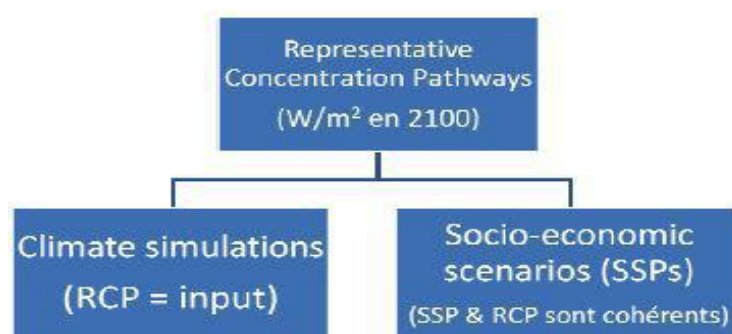 Representative
Concentration Pathways
(W/m² en 2100)
Climate simulations
(RCP = input)
Socio-economic
scenarios (SSPs)
(SSP & RCP sont cohérents)